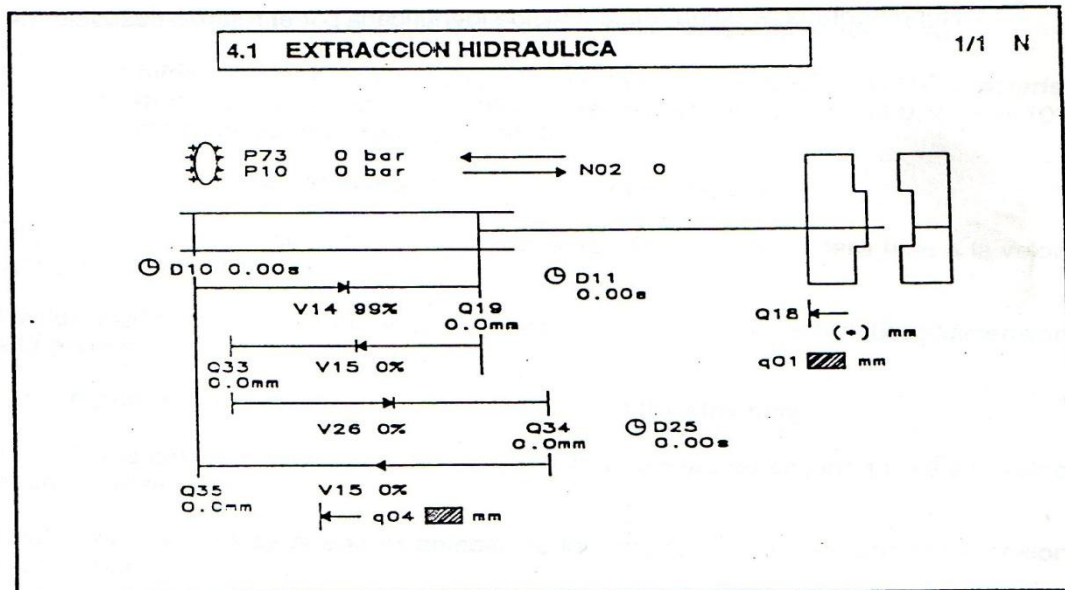 4.1 EXTRACCION HIDRAULICA
1/1 N
P73 0 bar
P10 0 bar
N02 0
D10 0.00s
D11
0.00s
V14 99%
Q19
0.0mm
Q18
(+) mm
V15 0%
Q33
0.0mm
q01 mm
V26 0%
Q34
0.0mm
D25
0.00s
Q35
0.0mm
V15 0%
q04 mm